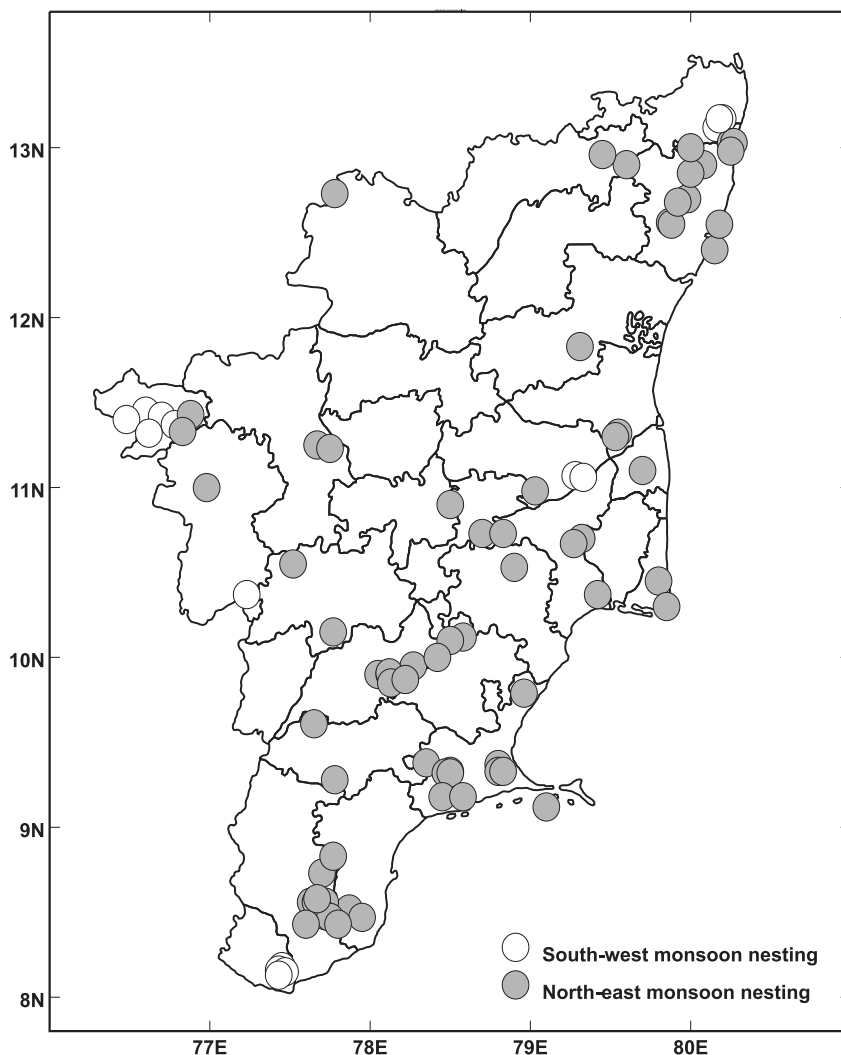 13N
12N
11N
10N
9N
8N
South-west monsoon nesting
North-east monsoon nesting
77E 78E 79E 80E